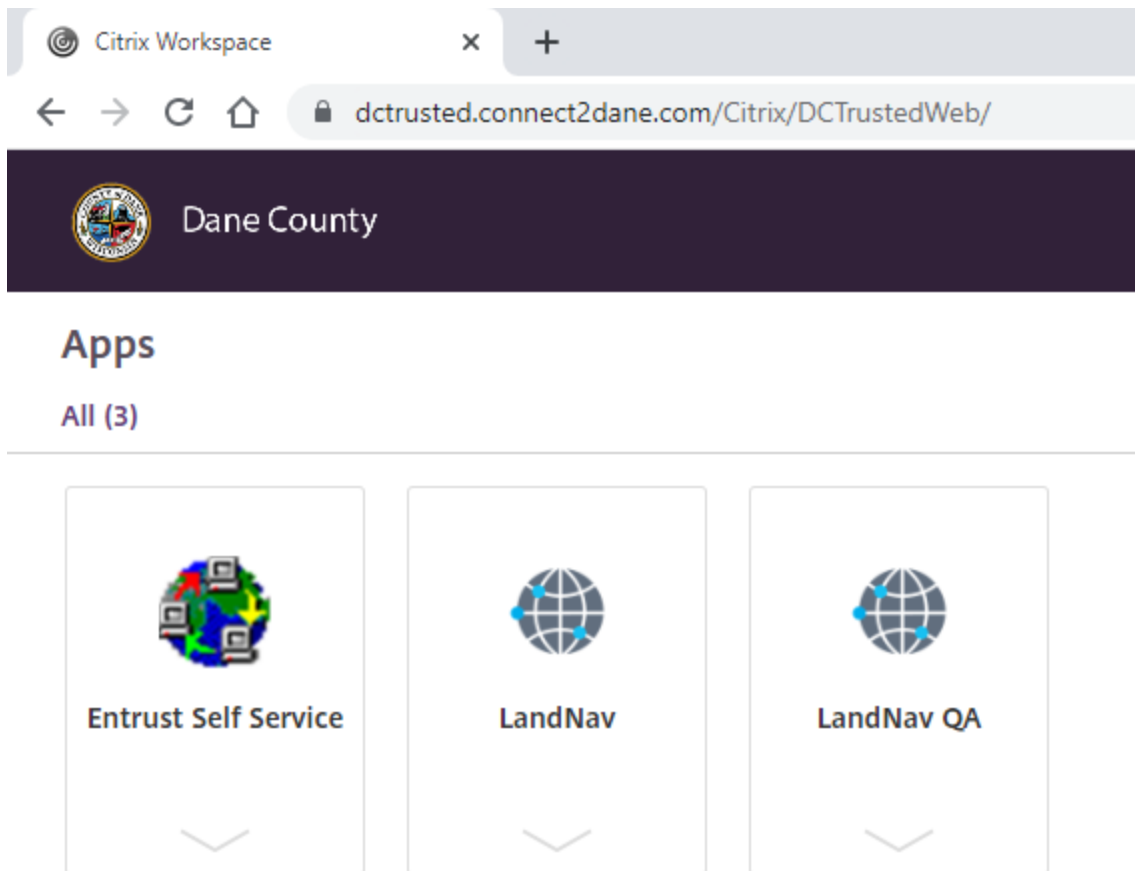 Citrix Workspace
dctrusted.connect2dane.com/Citrix/DCTrustedWeb/
Dane County
Apps
All (3)
Entrust Self Service
LandNav
LandNav QA